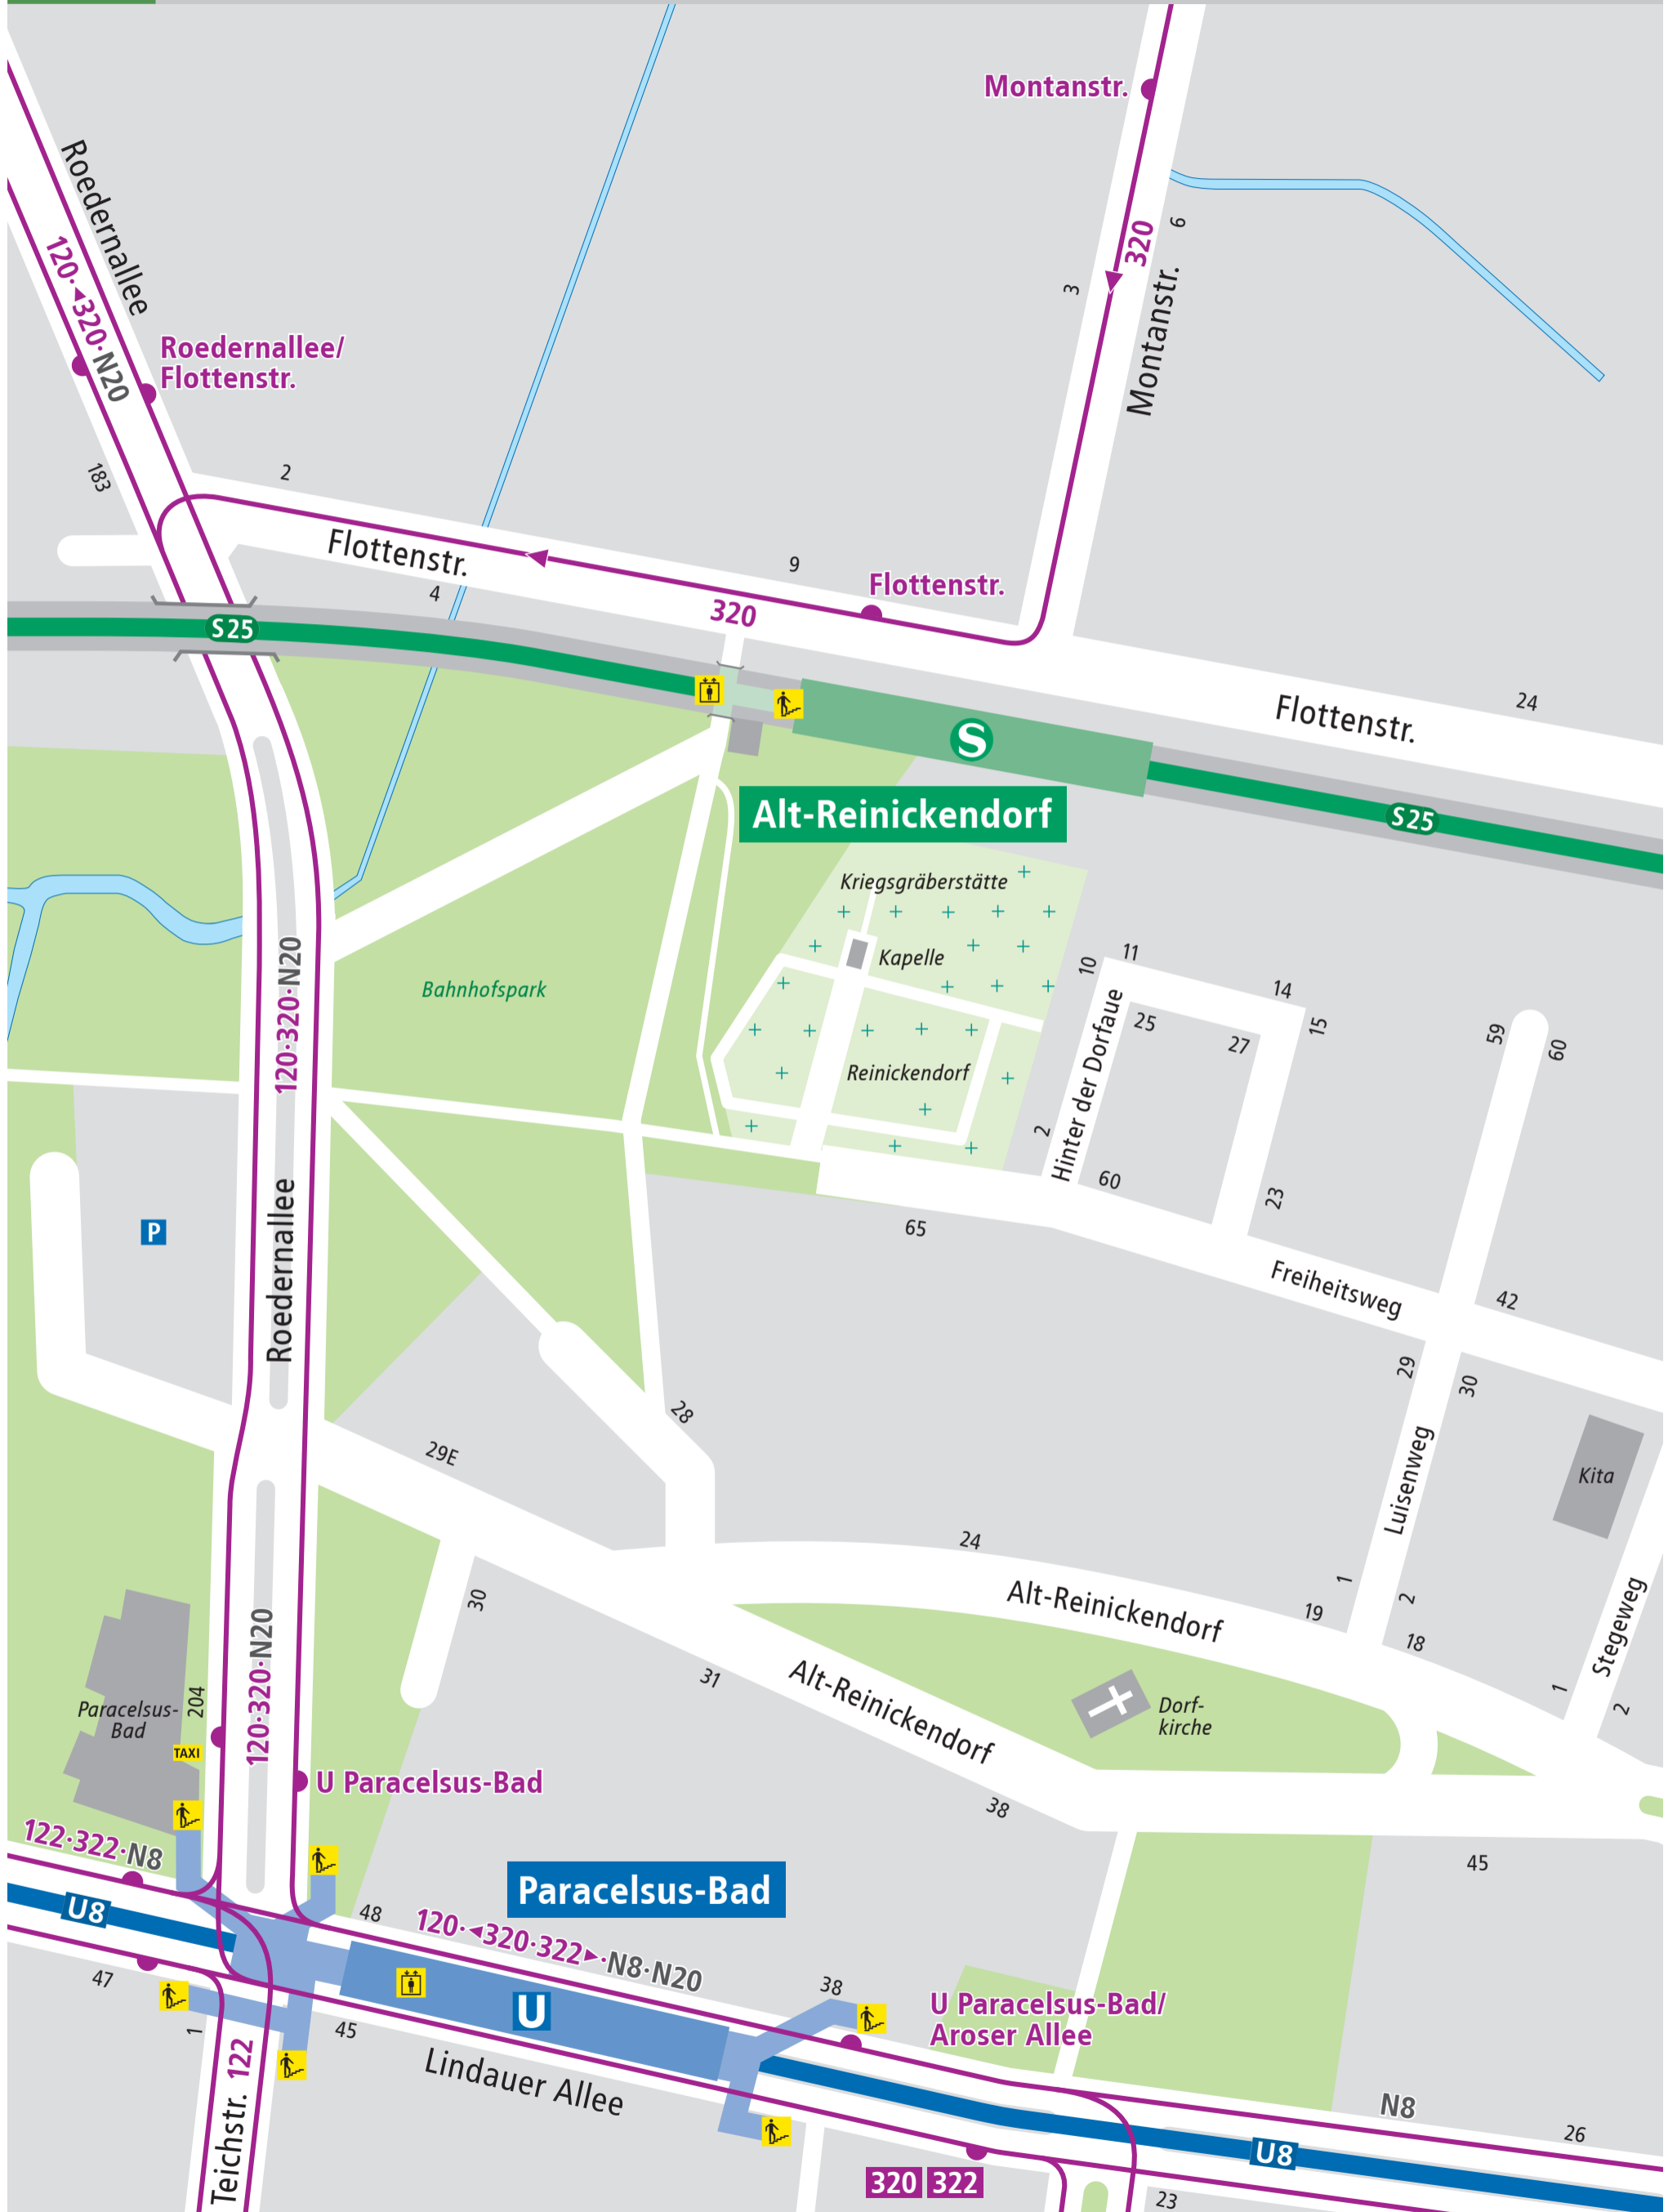 Montanstr.
Roedernallee
320
6
3
Montanstr.
120·◄320·N20
Roedernallee/
Flottenstr.
183
2
Flottenstr.
9
4
Flottenstr.
320
S25
24
Flottenstr.
S
Alt-Reinickendorf
S25
Kriegsgräberstätte
Kapelle
Reinickendorf
Bahnhofspark
120·320·N20
10
11
14
15
25
27
Hinter der Dorfaue
2
60
23
59
60
65
P
Roedernallee
Freiheitsweg
42
29
30
28
29E
Luisenweg
Kita
24
Alt-Reinickendorf
19
1
2
18
Stegeweg
1
2
30
31
Alt-Reinickendorf
Dorf-
kirche
38
45
120·320·N20
204
Paracelsus-
Bad
TAXI
U Paracelsus-Bad
122·322·N8
U8
Paracelsus-Bad
48
120·◄320·322►·N8·N20
38
U Paracelsus-Bad/
Aroser Allee
47
U
1
45
122
Lindauer Allee
Teichstr.
N8
26
U8
320 322
23